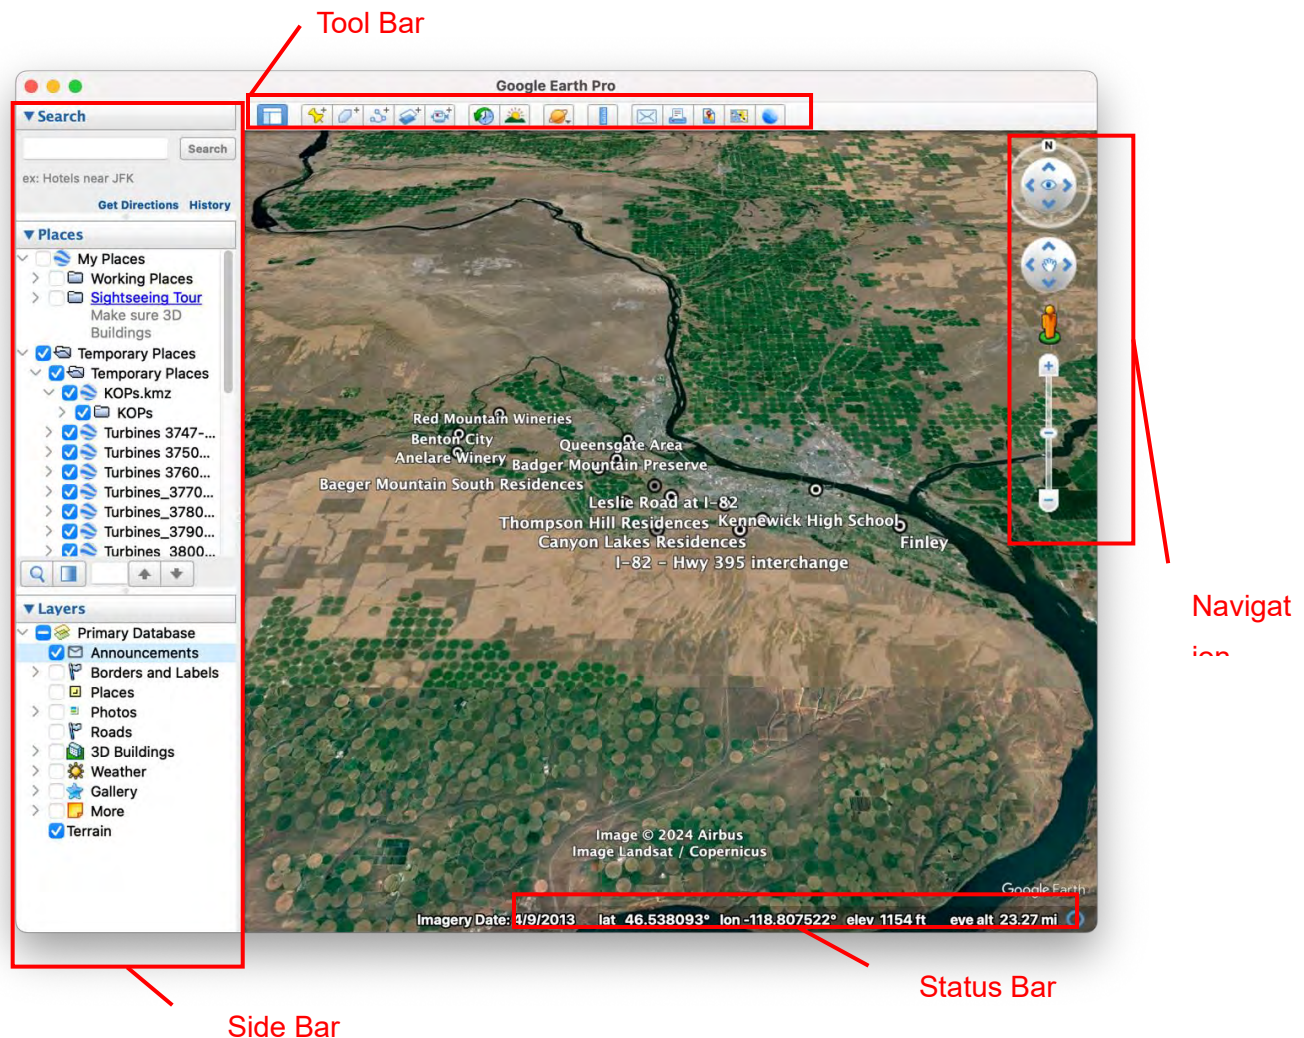 Tool Bar
Google Earth Pro
Search
Search
ex: Hotels near JFK
Get Directions History
Places
My Places
Working Places
Sightseeing Tour
Make sure 3D
Buildings
Temporary Places
Temporary Places
KOPs.kmz
KOPs
Turbines 3747-...
Turbines 3750...
Turbines 3760...
Turbines_3770...
Turbines_3780...
Turbines_3790...
Turbines 3800...
Layers
Primary Database
Announcements
Borders and Labels
Places
Photos
Roads
3D Buildings
Weather
Gallery
More
Terrain
N
Red Mountain Wineries
Benton City
Queensgate Area
Anelare Winery
Badger Mountain Preserve
Baeger Mountain South Residences
Leslie Road at I-82
Thompson Hill Residences
Kennewick High School
Canyon Lakes Residences
Finley
I-82 - Hwy 395 interchange
Image © 2024 Airbus
Image Landsat / Copernicus
Google Earth
Imagery Date: 4/9/2013 lat 46.538093° lon -118.807522° elev 1154 ft eye alt 23.27 mi
Navigat
ion
Status Bar
Side Bar